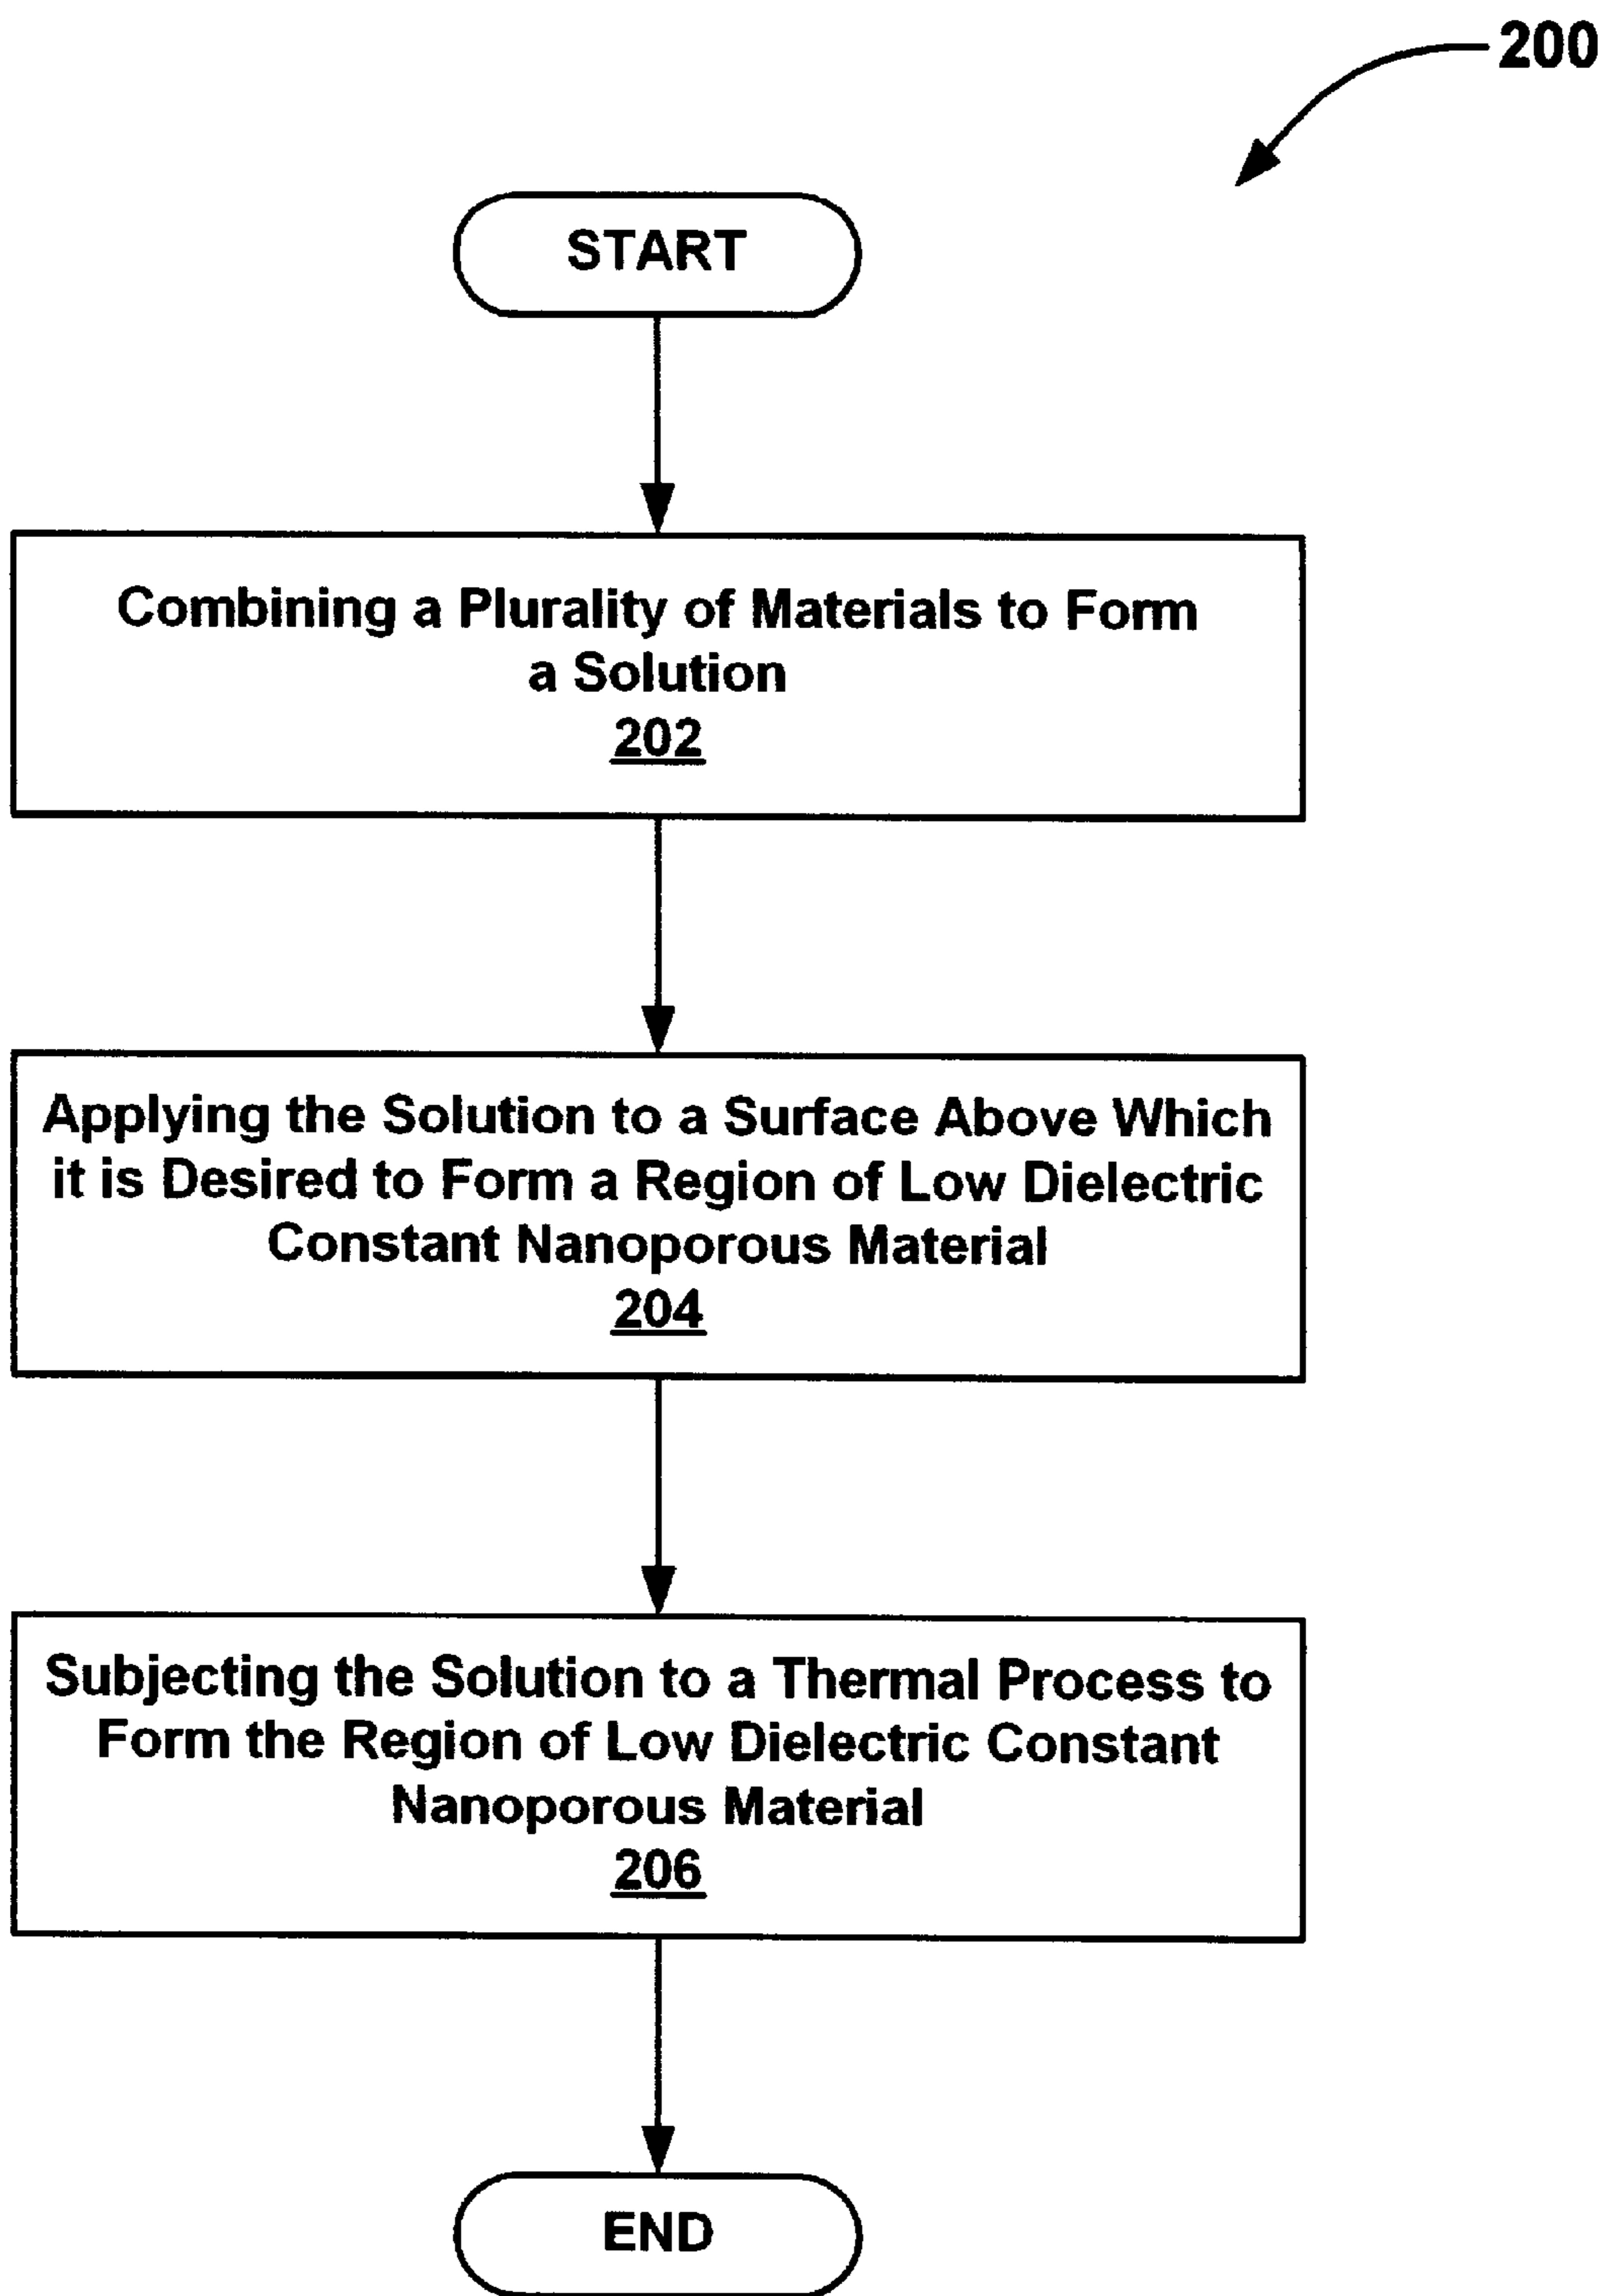 200
START
Combining a Plurality of Materials to Form
a Solution
202
Applying the Solution to a Surface Above Which
it is Desired to Form a Region of Low Dielectric
Constant Nanoporous Material
204
Subjecting the Solution to a Thermal Process to
Form the Region of Low Dielectric Constant
Nanoporous Material
206
END